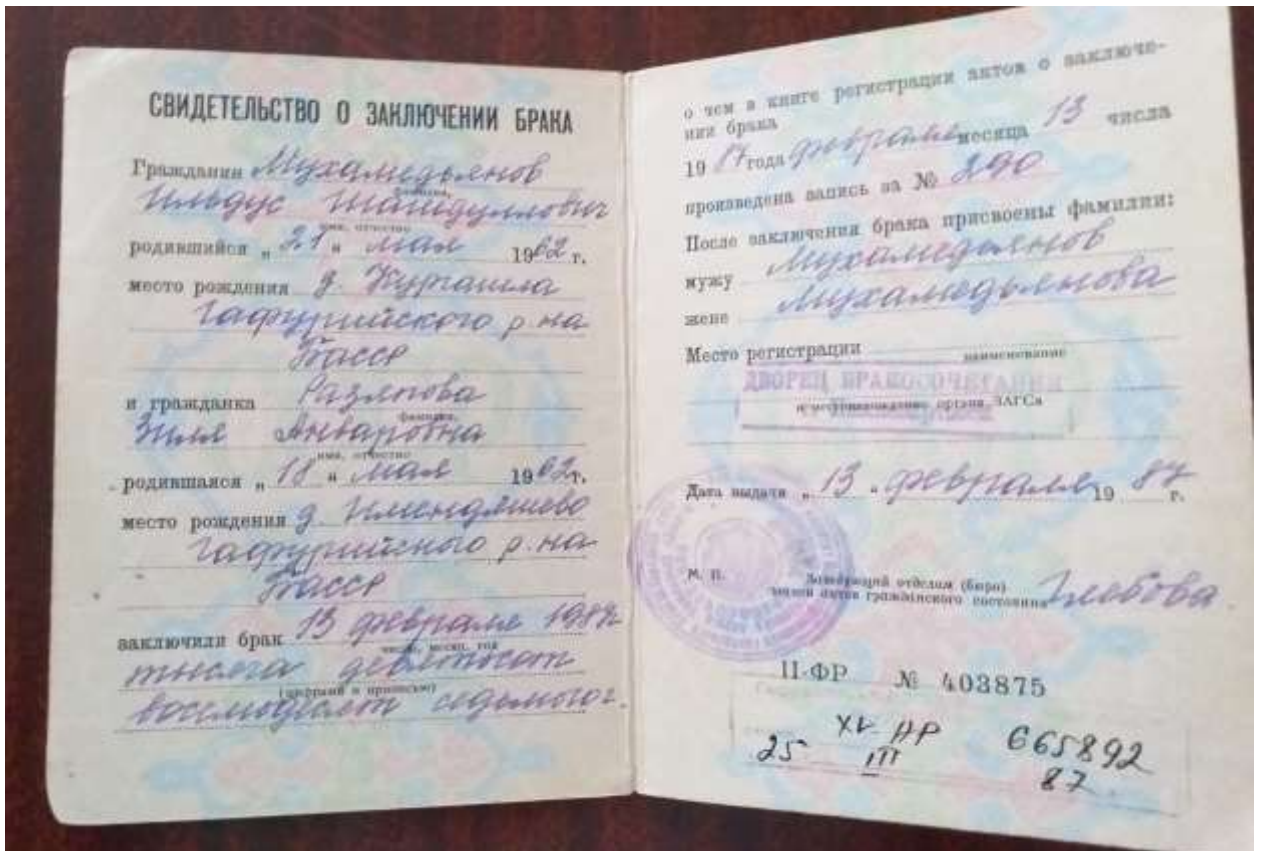 СВИДЕТЕЛЬСТВО О ЗАКЛЮЧЕНИИ БРАКА
Гражданин Мухамедьянов
фамилия,
Ильдус
имя, отчество
родившийся „21" мая 1962 г.
место рождения д. Кургашла
Гафурийского р-на
БАССР
и гражданка Разяпова
фамилия,
Зиля Анваровна
имя, отчество
родившаяся „18" мая 1962 г.
место рождения д. Имендяшево
Гафурийского р-на
БАССР
заключили брак 13 февраля 1987г.
число, месяц, год
тысяча девятьсот
(цифрами и прописью)
восемьдесят седьмого г.
о чем в книге регистрации актов о заключе-
нии брака
19 87 года февраля месяца 13 числа
произведена запись за № 290
После заключения брака присвоены фамилии:
мужу Мухамедьянов
жене Мухамедьянова
Место регистрации
наименование
ДВОРЕЦ БРАКОСОЧЕТАНИЯ
и местонахождение органа ЗАГСа
Дата выдачи „13" февраля 19 87 г.
М. П.
Заведующий отделом (бюро)
записи актов гражданского состояния Глебова
II-ФР № 403875
XV НР 665892
25 III 87